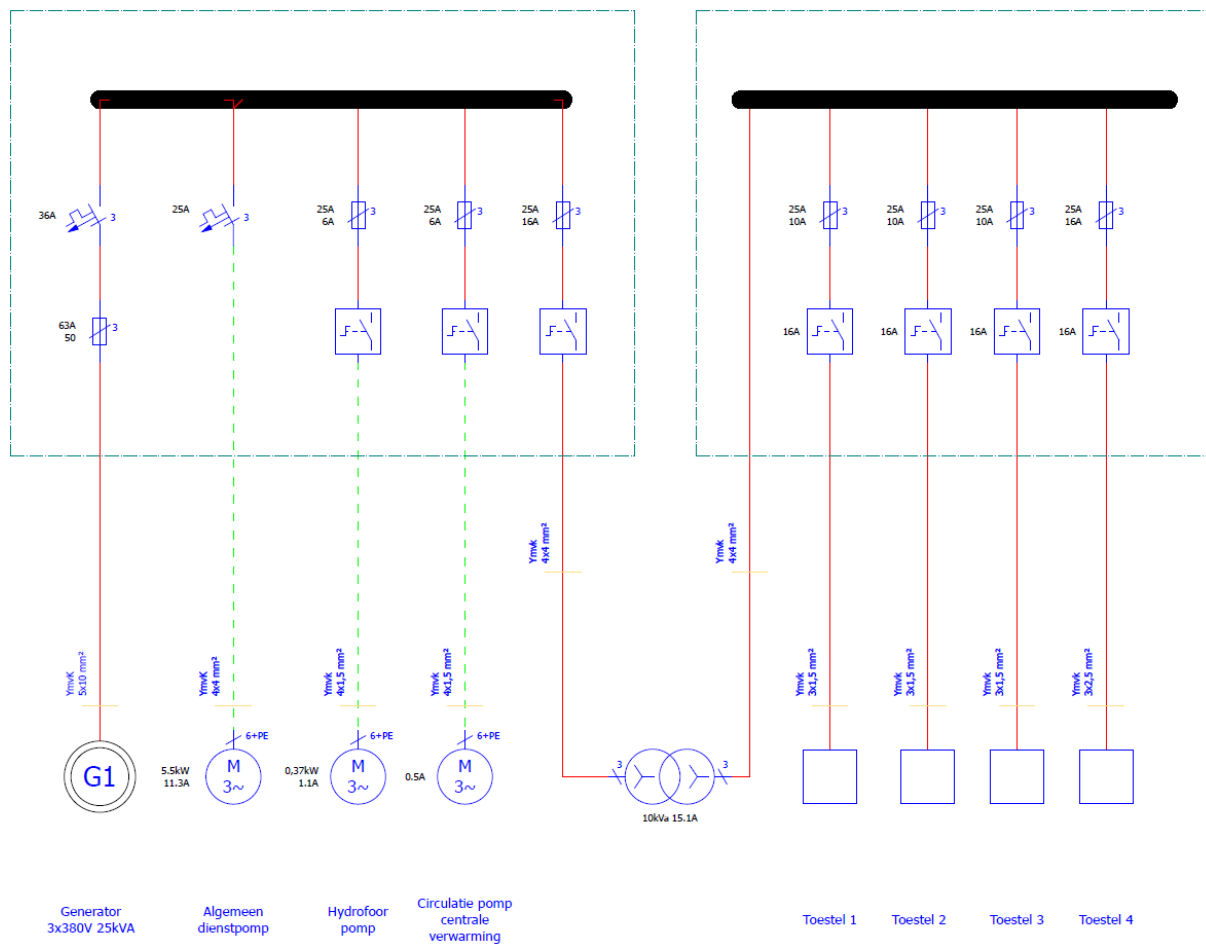 36A
3
25A
3
25A
6A
3
25A
6A
3
25A
16A
3
25A
10A
3
25A
10A
3
25A
10A
3
25A
16A
3
63A
50
3
16A
16A
16A
16A
Ymvk
4x4 mm²
Ymvk
4x4 mm²
YmvK
5x10 mm²
YmvK
4x4 mm²
Ymvk
4x1,5 mm²
Ymvk
4x1,5 mm²
Ymvk
3x1,5 mm²
Ymvk
3x1,5 mm²
Ymvk
3x1,5 mm²
Ymvk
3x2,5 mm²
G1
5.5kW
11.3A
6+PE
M
3~
0,37kW
1.1A
6+PE
M
3~
0.5A
6+PE
M
3~
3
3
10kVa 15.1A
Generator
3x380V 25kVA
Algemeen
dienstpomp
Hydrofoor
pomp
Circulatie pomp
centrale
verwarming
Toestel 1
Toestel 2
Toestel 3
Toestel 4